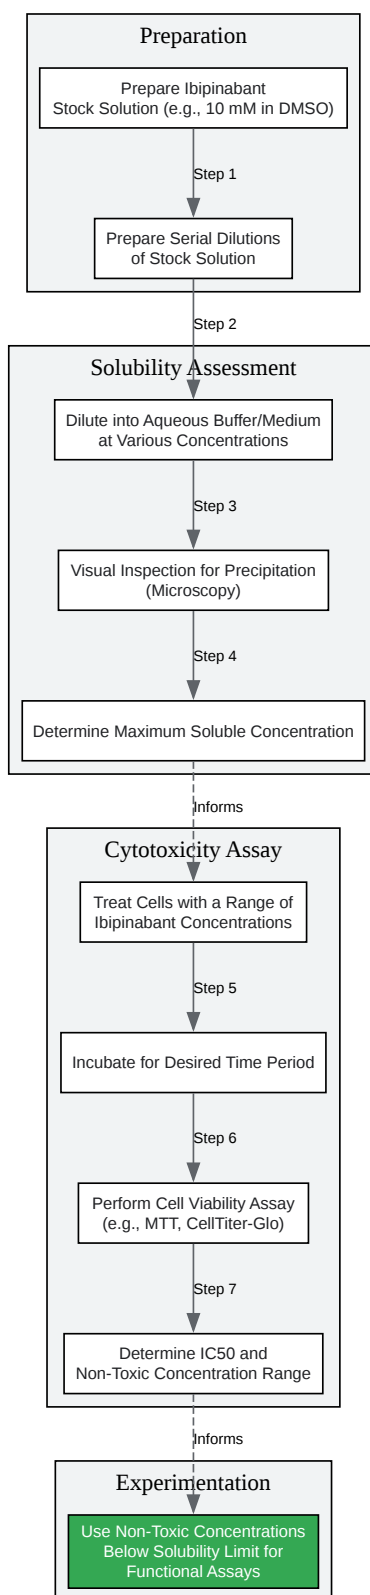 Preparation
Prepare Ibipinabant
Stock Solution (e.g., 10 mM in DMSO)
Step 1
Prepare Serial Dilutions
of Stock Solution
Step 2
Solubility Assessment
Dilute into Aqueous Buffer/Medium
at Various Concentrations
Step 3
Visual Inspection for Precipitation
(Microscopy)
Step 4
Determine Maximum Soluble Concentration
Informs
Cytotoxicity Assay
Treat Cells with a Range of
Ibipinabant Concentrations
Step 5
Incubate for Desired Time Period
Step 6
Perform Cell Viability Assay
(e.g., MTT, CellTiter-Glo)
Step 7
Determine IC50 and
Non-Toxic Concentration Range
Informs
Experimentation
Use Non-Toxic Concentrations
Below Solubility Limit for
Functional Assays